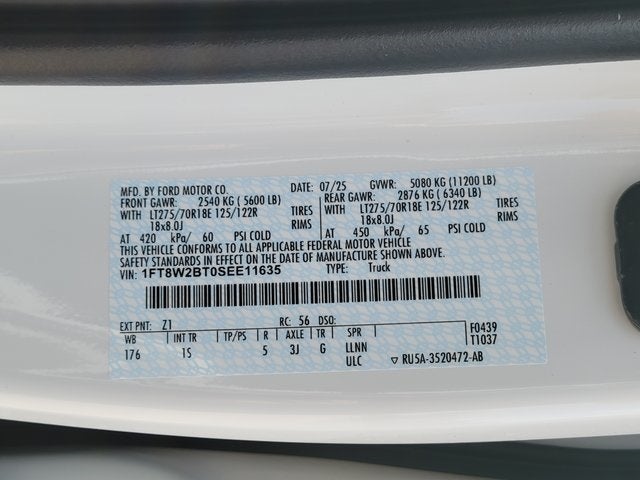 MFD. BY FORD MOTOR CO. DATE: 07/25 GVWR: 5080 KG (11200 LB)
FRONT GAWR: 2540 KG ( 5600 LB) REAR GAWR: 2876 KG ( 6340 LB)
LT275/70R18E 125/122R TIRES LT275/70R18E 125/122R TIRES
18x8.0J RIMS 18x8.0J RIMS
AT 420 kPa/ 60 PSI COLD AT 450 kPa/ 65 PSI COLD
THIS VEHICLE CONFORMS TO ALL APPLICABLE FEDERAL MOTOR VEHICLE
SAFETY STANDARDS IN EFFECT ON THE DATE OF MANUFACTURE SHOWN ABOVE.
VIN: 1FT8W2BT0SEE11635 TYPE: Truck
EXT PNT: Z1 RC: 56 DSO: F0439
WB INT TR TP/PS R AXLE TR SPR T1037
176 1S 5 3J G LLNN
ULC ▽ RU5A-3520472-AB